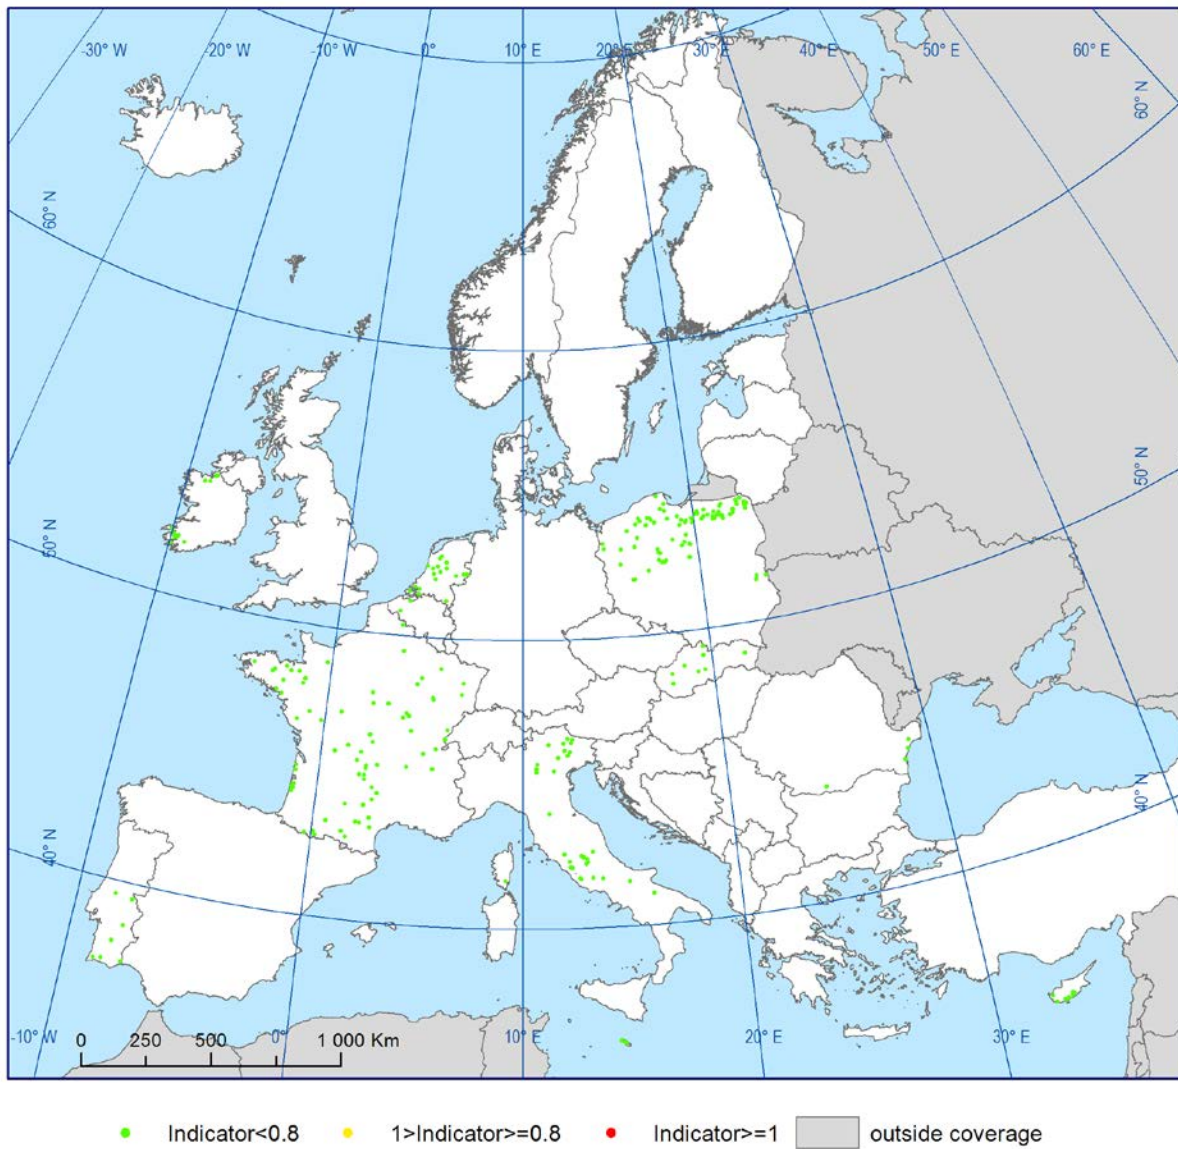 -30° W -20° W -10° W 0° 10° E 20° E 30° E 40° E 50° E 60° E
60° N
60° N
50° N
50° N
40° N
40° N
-10° W 0° 10° E 20° E 30° E
0 250 500 1 000 Km
Indicator<0.8 1>Indicator>=0.8 Indicator>=1 outside coverage